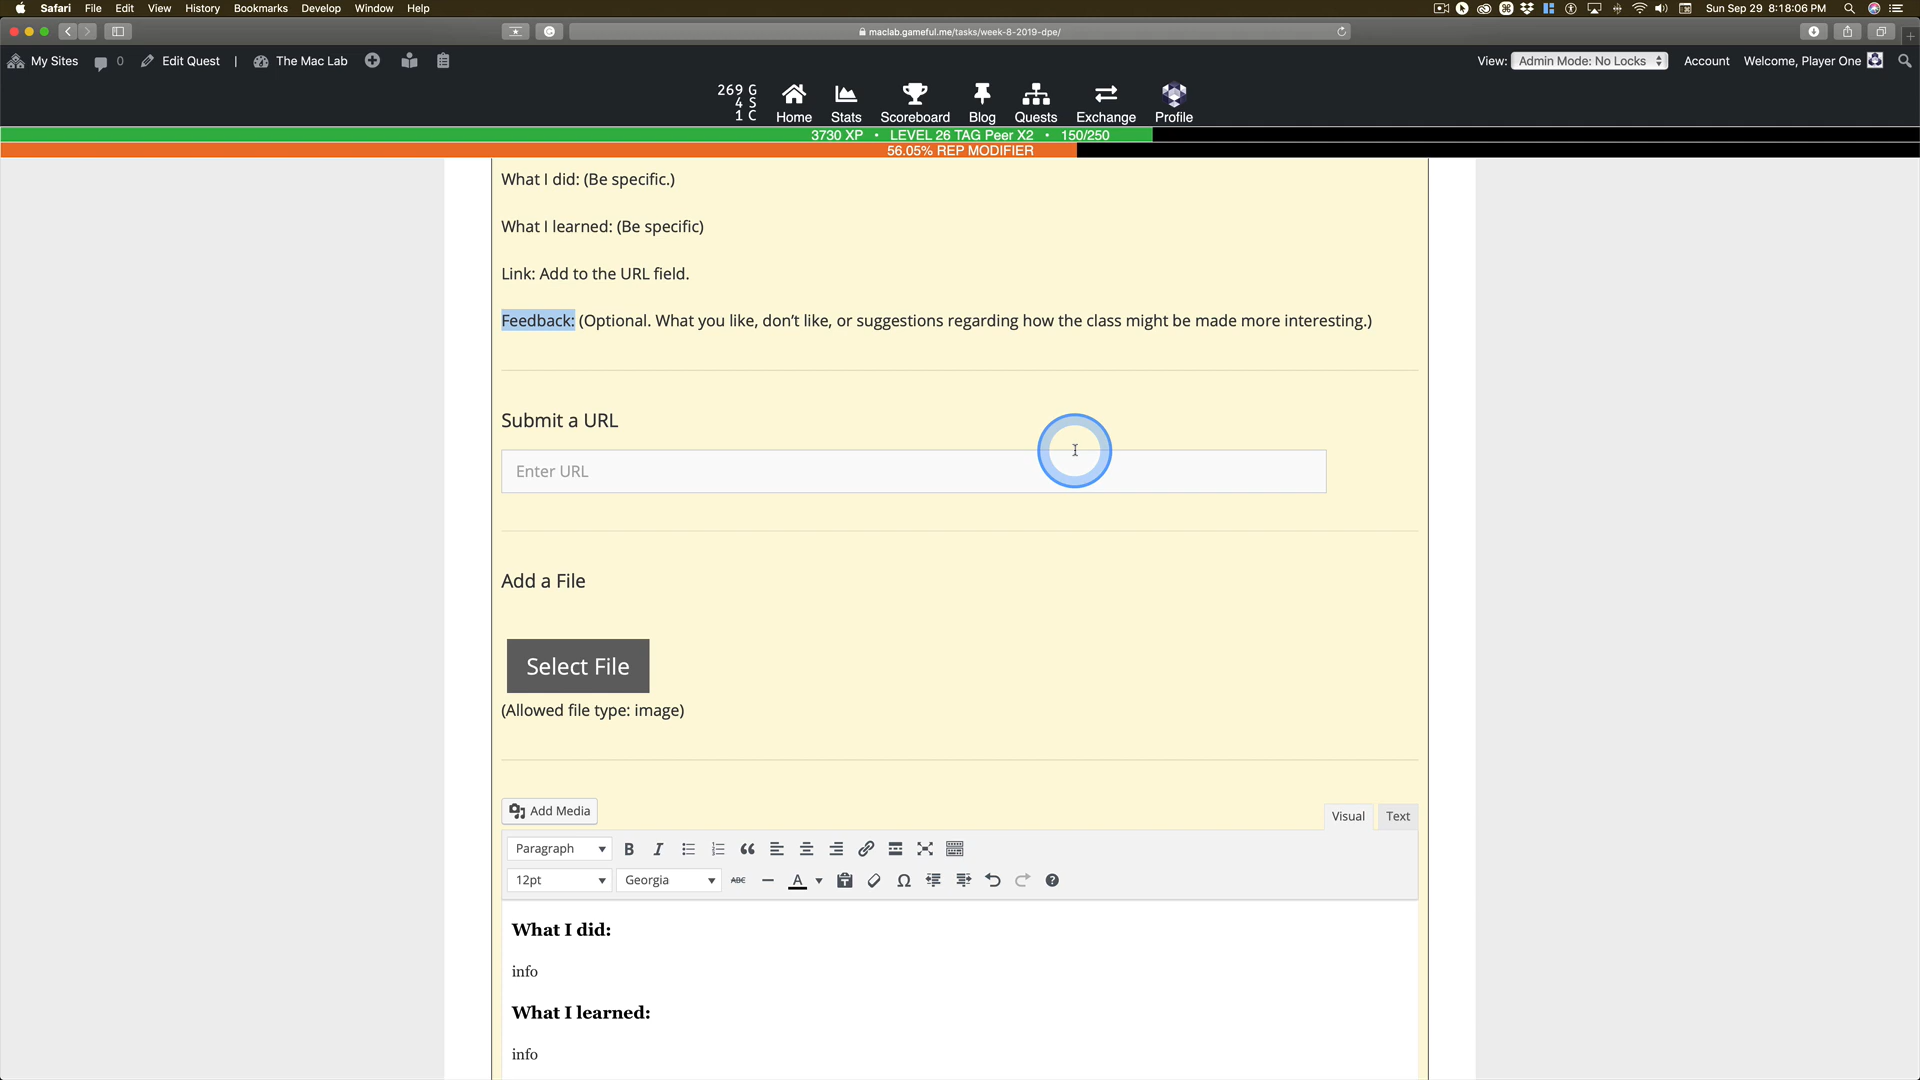 Safari File Edit View History Bookmarks Develop Window Help Sun Sep 29 8:18:06 PM
maclab.gameful.me/tasks/week-8-2019-dpe/
My Sites 0 Edit Quest | The Mac Lab View: Admin Mode: No Locks Account Welcome, Player One
269 G
4 S
1 C
Home Stats Scoreboard Blog Quests Exchange Profile
3730 XP • LEVEL 26 TAG Peer X2 • 150/250
56.05% REP MODIFIER
What I did: (Be specific.)
What I learned: (Be specific)
Link: Add to the URL field.
Feedback: (Optional. What you like, don’t like, or suggestions regarding how the class might be made more interesting.)
Submit a URL
Enter URL
Add a File
Select File
(Allowed file type: image)
Add Media Visual Text
Paragraph B I
12pt Georgia ABC A Ω
What I did:
info
What I learned:
info